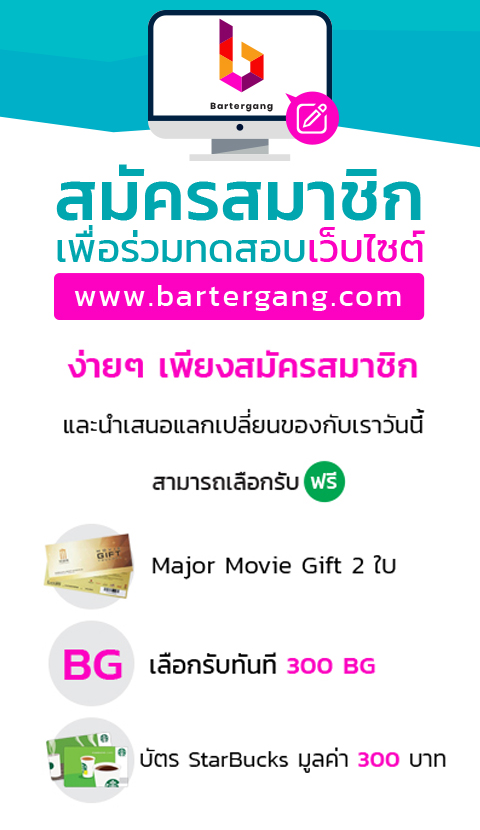 Bartergang
สมัครสมาชิก
เพื่อร่วมทดสอบเว็บไซต์
www.bartergang.com
ง่ายๆ เพียงสมัครสมาชิก
และนำเสนอแลกเปลี่ยนของกับเราวันนี้
สามารถเลือกรับ ฟรี
GIFT
Major Movie Gift 2 ใบ
BG
เลือกรับทันที 300 BG
บัตร StarBucks มูลค่า 300 บาท